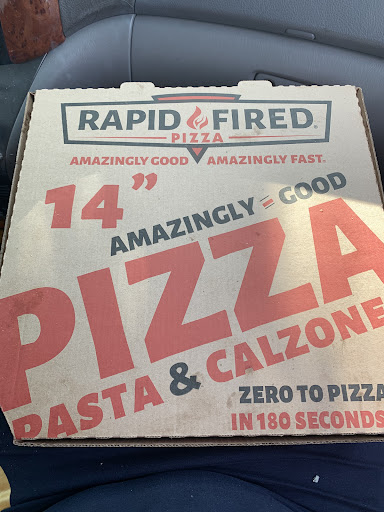 RAPID FIRED®
PIZZA
AMAZINGLY GOOD AMAZINGLY FAST.
14”
AMAZINGLY = GOOD
PIZZA
PASTA & CALZONE
ZERO TO PIZZA
IN 180 SECONDS